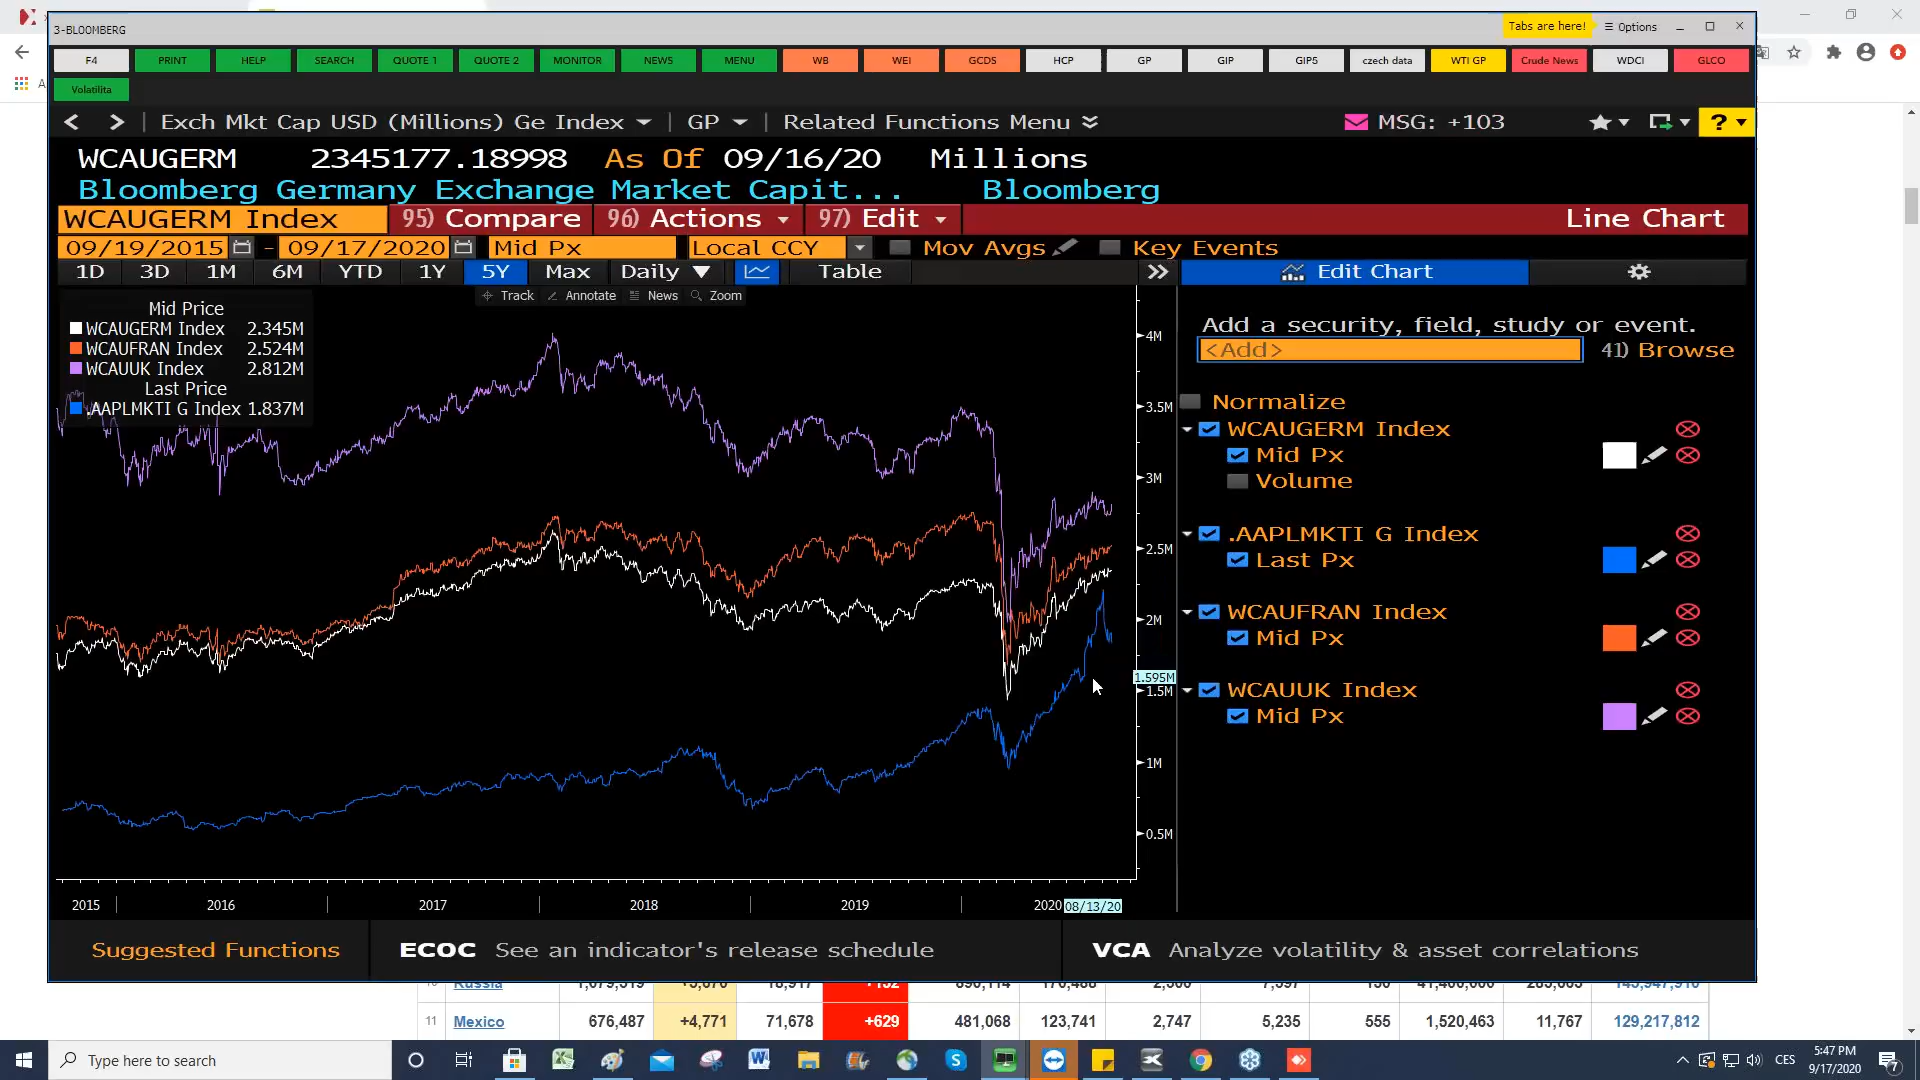 3-BLOOMBERG
Tabs are here!
Options
F4 PRINT HELP SEARCH QUOTE 1 QUOTE 2 MONITOR NEWS MENU WB WEI GCDS HCP GP GIP GIP5 czech data WTI GP Crude News WDCI GLCO
Volatilita
Exch Mkt Cap USD (Millions) Ge Index GP Related Functions Menu MSG: +103 ?
WCAUGERM 2345177.18998 As Of 09/16/20 Millions
Bloomberg Germany Exchange Market Capit... Bloomberg
WCAUGERM Index 95) Compare 96) Actions 97) Edit Line Chart
09/19/2015 - 09/17/2020 Mid Px Local CCY Mov Avgs Key Events
1D 3D 1M 6M YTD 1Y 5Y Max Daily Table Edit Chart
Track Annotate News Zoom
Mid Price
WCAUGERM Index 2.345M
WCAUFRAN Index 2.524M
WCAUUK Index 2.812M
Last Price
.AAPLMKTI G Index 1.837M
4M
3.5M
3M
2.5M
2M
1.595M
1.5M
1M
0.5M
2015 2016 2017 2018 2019 2020 08/13/20
Add a security, field, study or event.
<Add> 41) Browse
Normalize
WCAUGERM Index
Mid Px
Volume
.AAPLMKTI G Index
Last Px
WCAUFRAN Index
Mid Px
WCAUUK Index
Mid Px
Suggested Functions ECOC See an indicator's release schedule VCA Analyze volatility & asset correlations
Russia
11 Mexico 676,487 +4,771 71,678 +629 481,068 123,741 2,747 5,235 555 1,520,463 11,767 129,217,812
Type here to search
CES
5:47 PM
9/17/2020
7